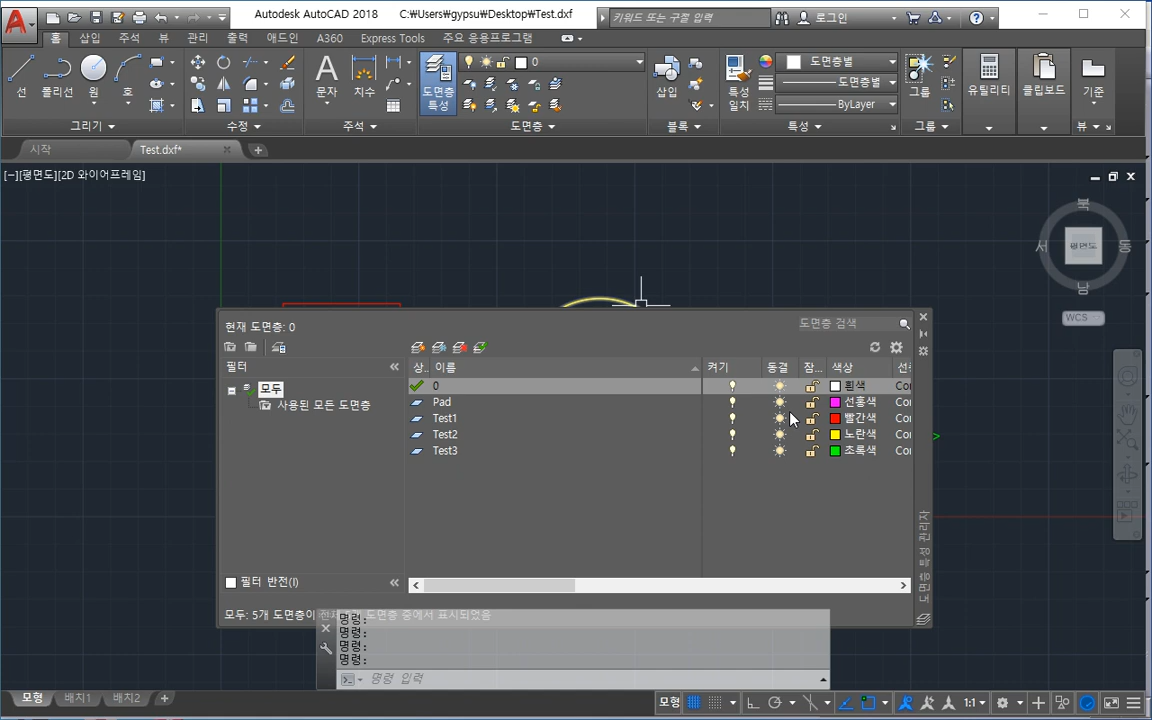 Autodesk AutoCAD 2018 C:₩Users₩gypsu₩Desktop₩Test.dxf
키워드 또는 구절 입력
로그인
홈 삽입 주석 뷰 관리 출력 애드인 A360 Express Tools 주요 응용프로그램
선 폴리선 원 호
문자 치수
도면층 특성
0
삽입
특성 일치
도면층별
도면층별
ByLayer
그룹 유틸리티 클립보드 기준
그리기 수정 주석 도면층 블록 특성 그룹 뷰
시작 Test.dxf*
[−][평면도][2D 와이어프레임]
북
서 평면도 동
남
WCS
현재 도면층: 0
도면층 검색
필터
모두
사용된 모든 도면층
상.. 이름 켜기 동결 잠... 색상
0 흰색
Pad 선홍색
Test1 빨간색
Test2 노란색
Test3 초록색
필터 반전(I)
모두: 5개 도면층이 전체 5개 도면층 중에서 표시되었음
도면층 특성 관리자
명령:
명령:
명령:
명령:
명령 입력
모형 배치1 배치2
모형 1:1